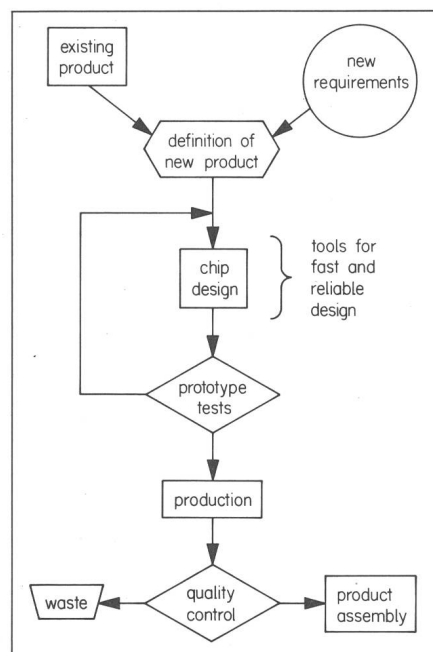 existing
product
new
requirements
definition of
new product
chip
design
tools for
fast and
reliable
design
prototype
tests
production
waste
quality
control
product
assembly